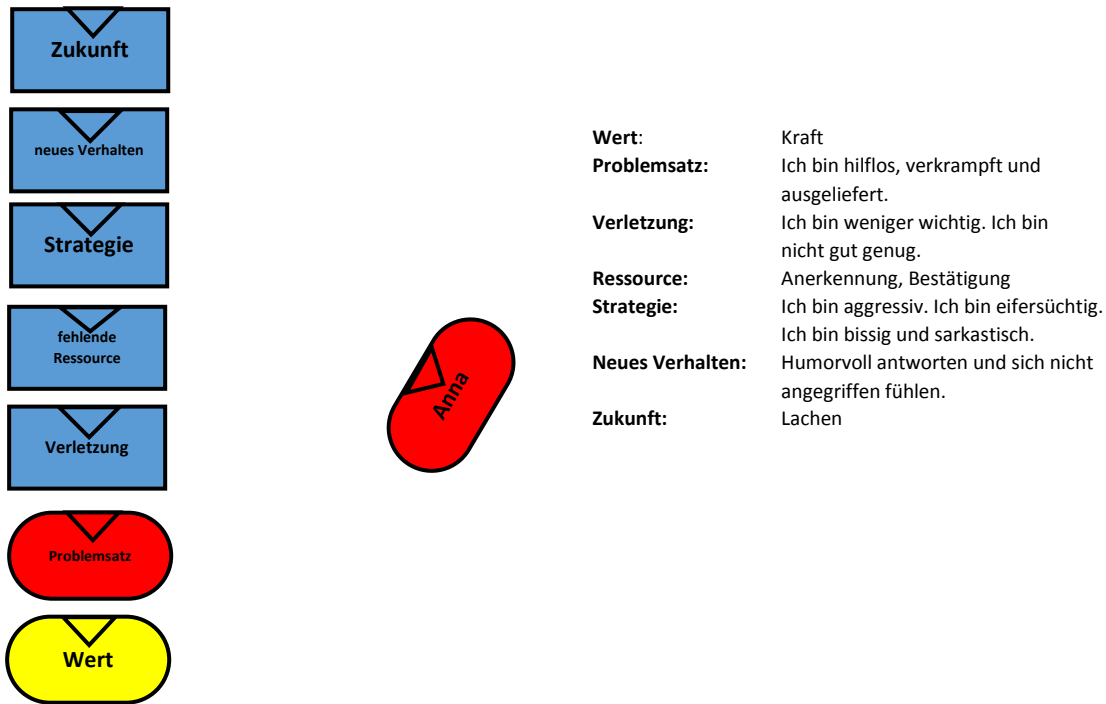 Zukunft
neues Verhalten
Strategie
fehlende
Ressource
Verletzung
Problemsatz
Wert
Anna
Wert: Kraft
Problemsatz: Ich bin hilflos, verkrampft und
ausgeliefert.
Verletzung: Ich bin weniger wichtig. Ich bin
nicht gut genug.
Ressource: Anerkennung, Bestätigung
Strategie: Ich bin aggressiv. Ich bin eifersüchtig.
Ich bin bissig und sarkastisch.
Neues Verhalten: Humorvoll antworten und sich nicht
angegriffen fühlen.
Zukunft: Lachen